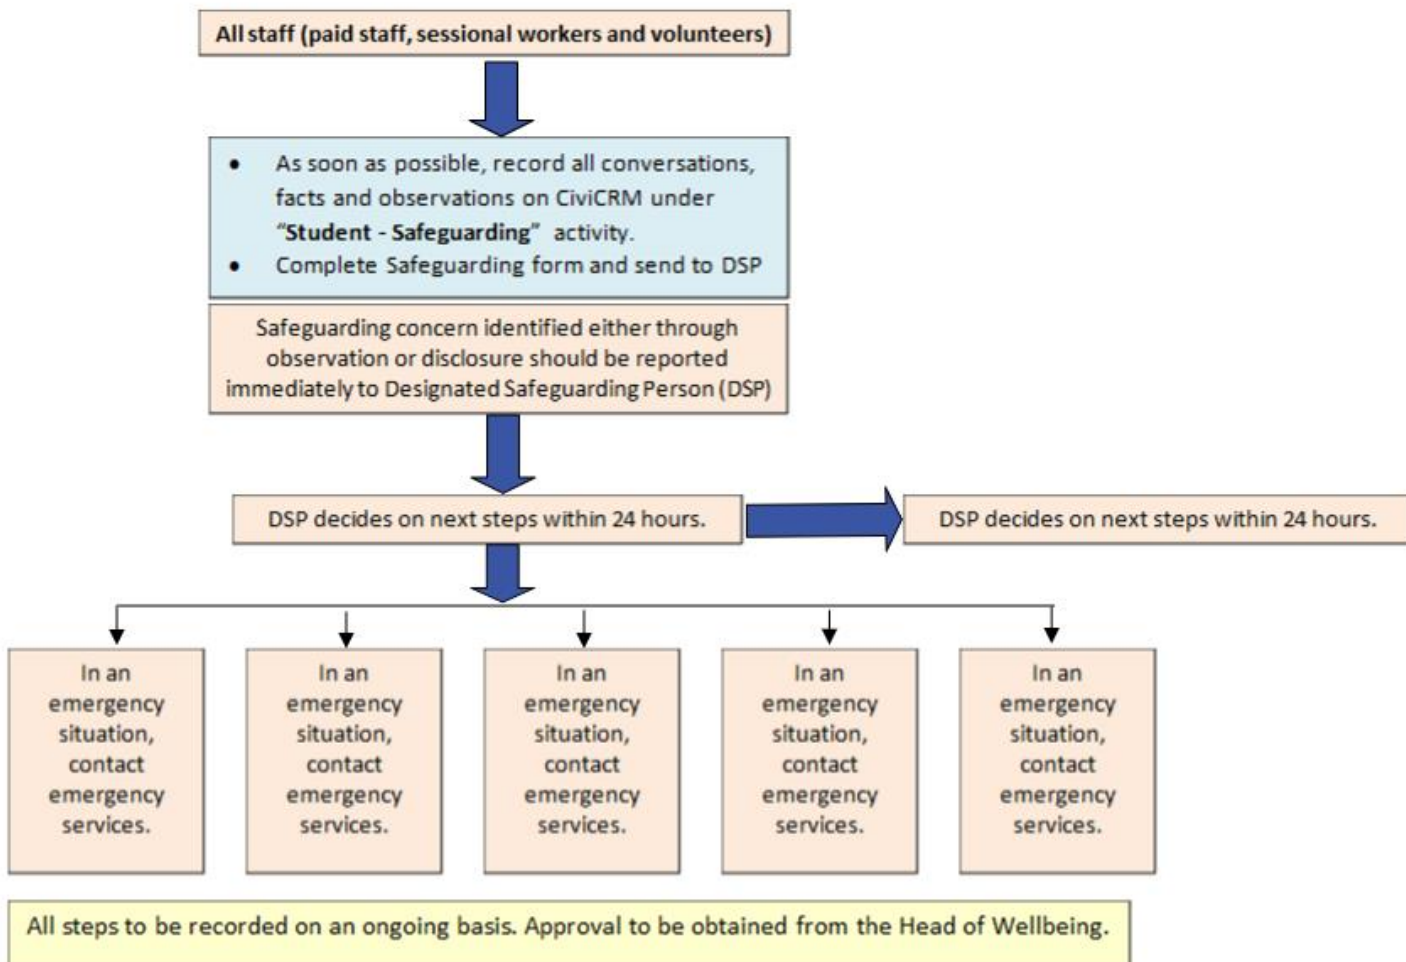 All staff (paid staff, sessional workers and volunteers)
• As soon as possible, record all conversations,
facts and observations on CiviCRM under
“Student - Safeguarding” activity.
• Complete Safeguarding form and send to DSP
Safeguarding concern identified either through
observation or disclosure should be reported
immediately to Designated Safeguarding Person (DSP)
DSP decides on next steps within 24 hours.
DSP decides on next steps within 24 hours.
In an
emergency
situation,
contact
emergency
services.
In an
emergency
situation,
contact
emergency
services.
In an
emergency
situation,
contact
emergency
services.
In an
emergency
situation,
contact
emergency
services.
In an
emergency
situation,
contact
emergency
services.
All steps to be recorded on an ongoing basis. Approval to be obtained from the Head of Wellbeing.